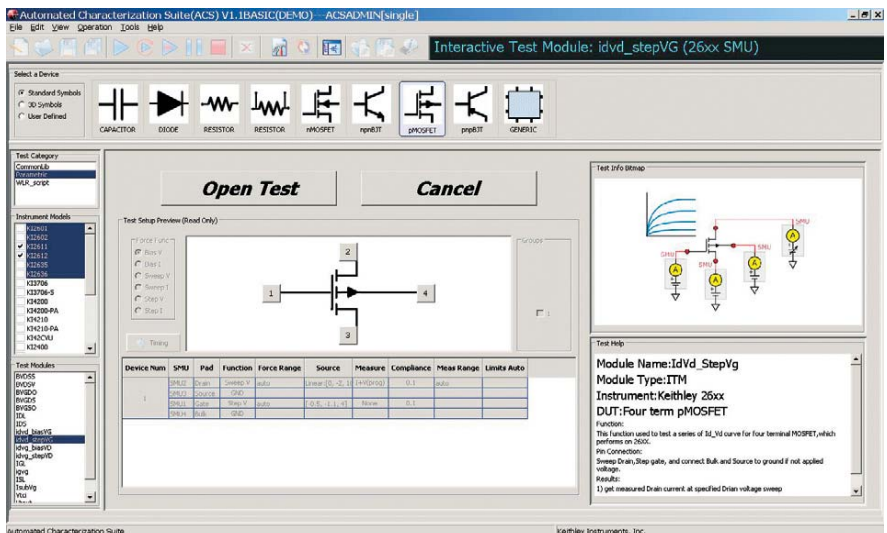 Automated Characterization Suite(ACS) V1.1BASIC(DEMO)---ACSADMIN[single]
File Edit View Operation Tools Help
Interactive Test Module: idvd_stepVG (26xx SMU)
Select a Device
Standard Symbols
3D Symbols
User Defined
CAPACITOR DIODE RESISTOR RESISTOR nMOSFET npnBJT pMOSFET pnpBJT GENERIC
Test Category
CommonLib
Parametric
WLR_script
Instrument Models
KI2601
KI2602
KI2611
KI2612
KI2635
KI2636
KI3706
KI3706-S
KI4200
KI4200-PA
KI4210
KI4210-PA
KI42CVU
KI2400
Test Modules
BVDSS
BVDSV
BVGDO
BVGDS
BVGSO
IDL
IDS
idvd_biasVG
idvd_stepVG
idvg_biasVD
idvg_stepVD
IGL
igvg
ISL
IsubVg
Vtci
Open Test Cancel
Test Setup Preview (Read Only)
Force Func
Bias V
Bias I
Sweep V
Sweep I
Step V
Step I
Timing
2
1
4
3
Groups
1
Device Num SMU Pad Function Force Range Source Measure Compliance Meas Range Limits Auto
1
SMU2 Drain Sweep V auto Linear:[0, -2, I+V(prog) 0.1 auto
Source GND
SMU1 Gate Step V auto None 0.1
SMU4 Bulk GND
Test Info Bitmap
SMU
A
SMU
A
SMU
A
SMU
A
Test Help
Module Name:IdVd_StepVg
Module Type:ITM
Instrument:Keithley 26xx
DUT:Four term pMOSFET
Function:
This function used to test a series of Id_Vd curve for four terminal MOSFET,which
performs on 26XX.
Pin Connection:
Sweep Drain,Step gate, and connect Bulk and Source to ground if not applied
voltage.
Results:
1) get measured Drain current at specified Drian voltage sweep
Automated Characterization Suite
Keithley Instruments, Inc.